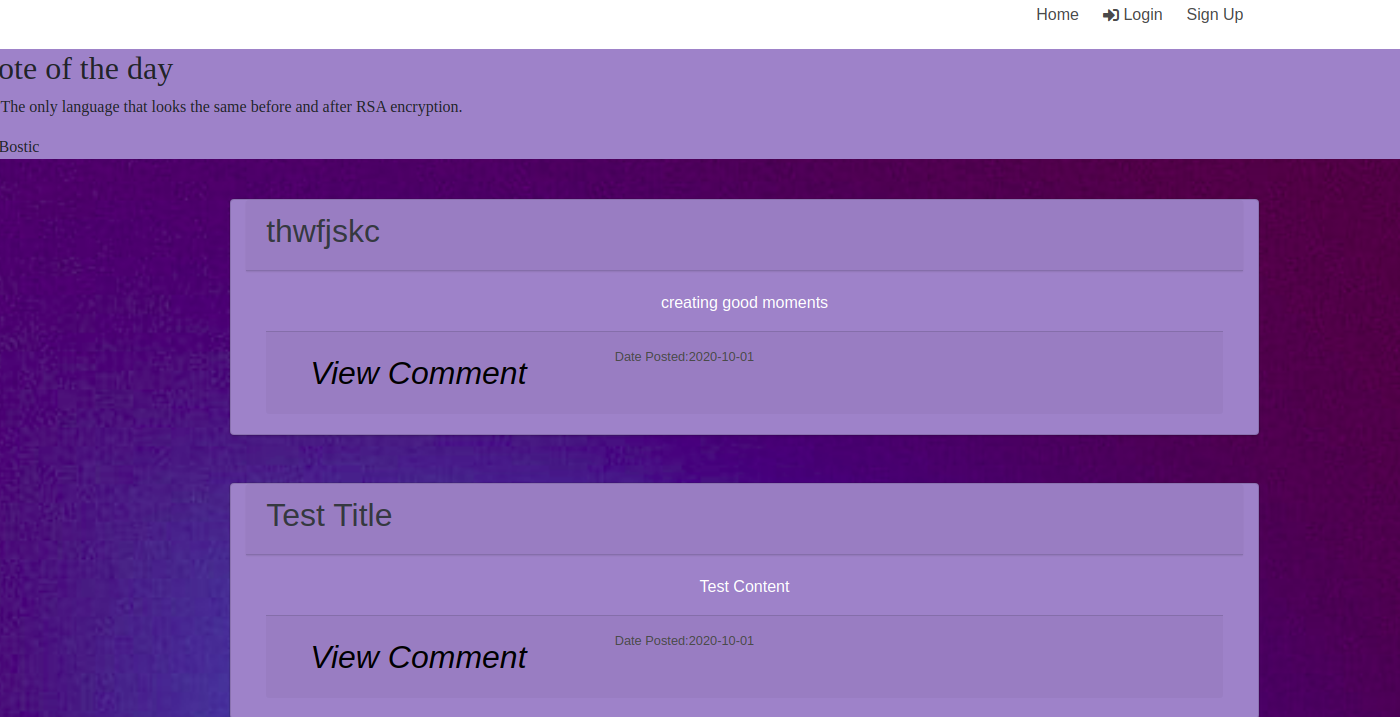 Home Login Sign Up
ote of the day
The only language that looks the same before and after RSA encryption.
Bostic
thwfjskc
creating good moments
View Comment Date Posted:2020-10-01
Test Title
Test Content
View Comment Date Posted:2020-10-01